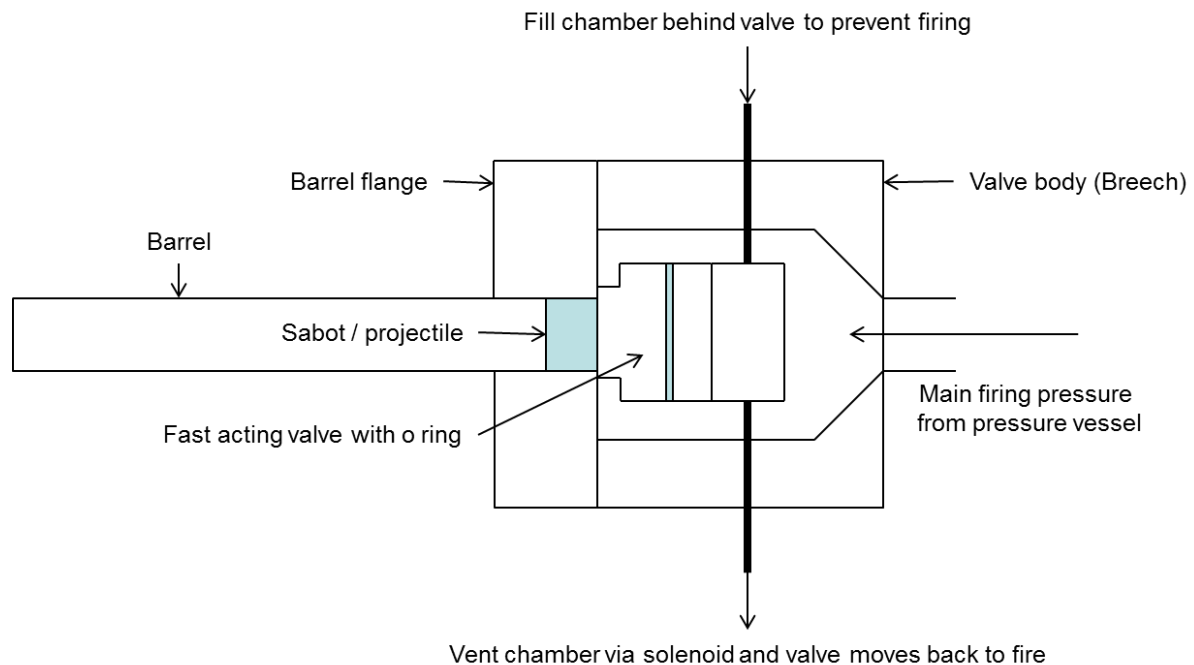 Fill chamber behind valve to prevent firing
Barrel flange
Valve body (Breech)
Barrel
Sabot / projectile
Main firing pressure
from pressure vessel
Fast acting valve with o ring
Vent chamber via solenoid and valve moves back to fire